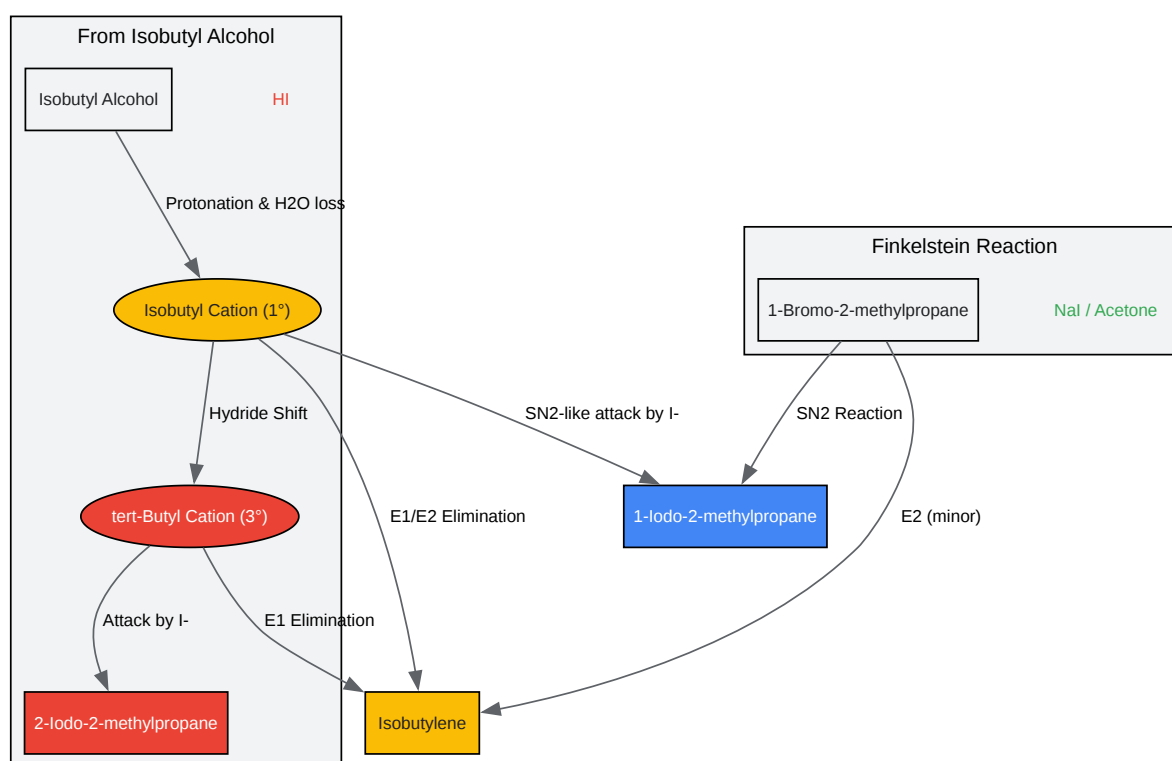 From Isobutyl Alcohol
Isobutyl Alcohol
HI
Protonation & H2O loss
Finkelstein Reaction
Isobutyl Cation (1°)
1-Bromo-2-methylpropane
NaI / Acetone
Hydride Shift
SN2-like attack by I-
SN2 Reaction
tert-Butyl Cation (3°)
E1/E2 Elimination
1-Iodo-2-methylpropane
E2 (minor)
Attack by I-
E1 Elimination
2-Iodo-2-methylpropane
Isobutylene